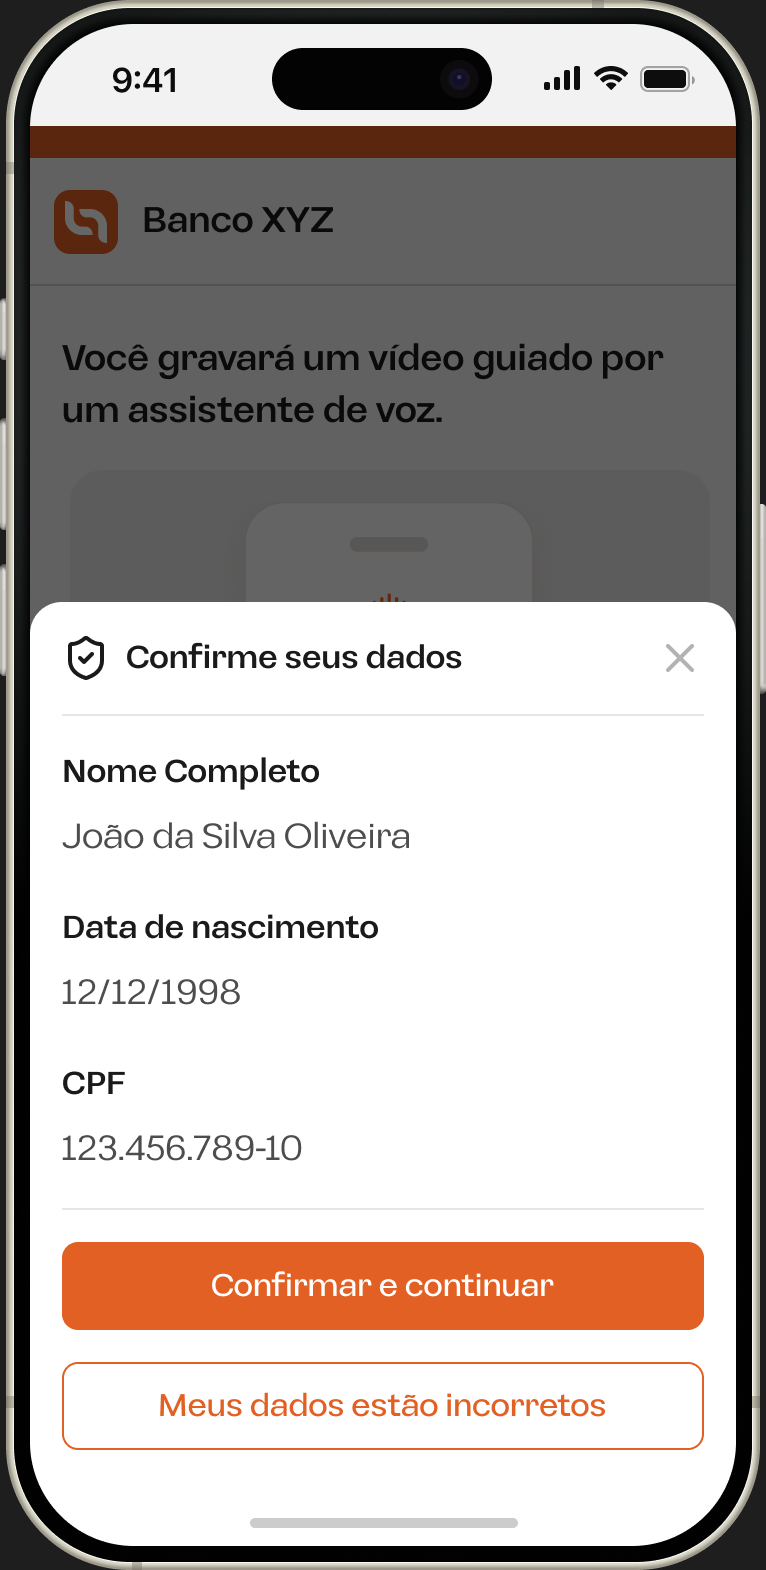 9:41
Banco XYZ
Você gravará um vídeo guiado por
um assistente de voz.
Confirme seus dados
Nome Completo
João da Silva Oliveira
Data de nascimento
12/12/1998
CPF
123.456.789-10
Confirmar e continuar
Meus dados estão incorretos